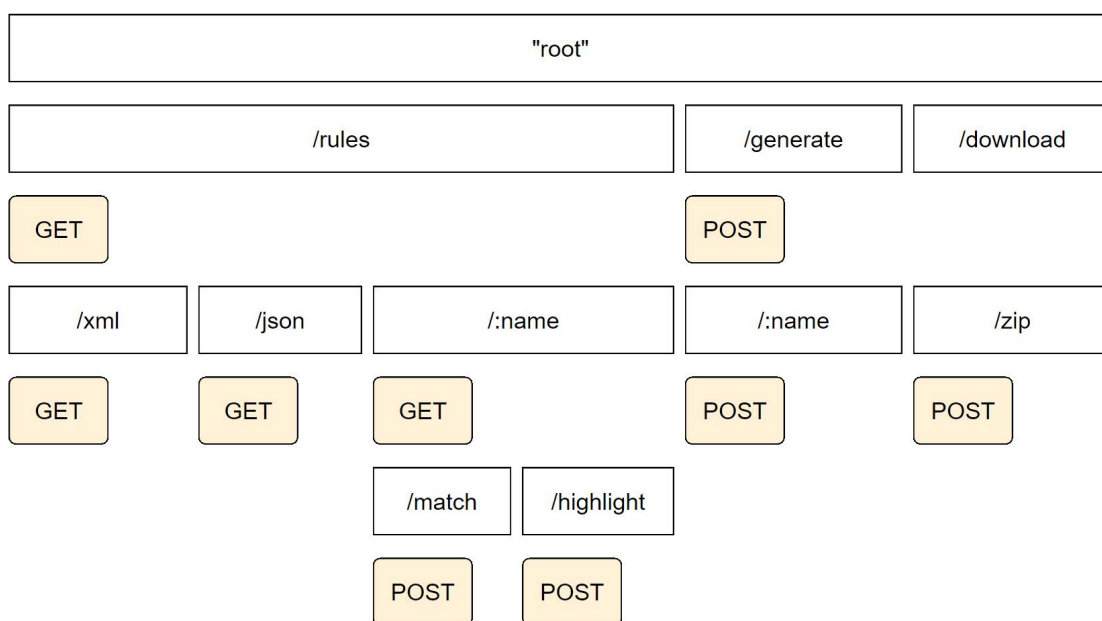 "root"
/rules /generate /download
GET POST
/xml /json /:name /:name /zip
GET GET GET POST POST
/match /highlight
POST POST